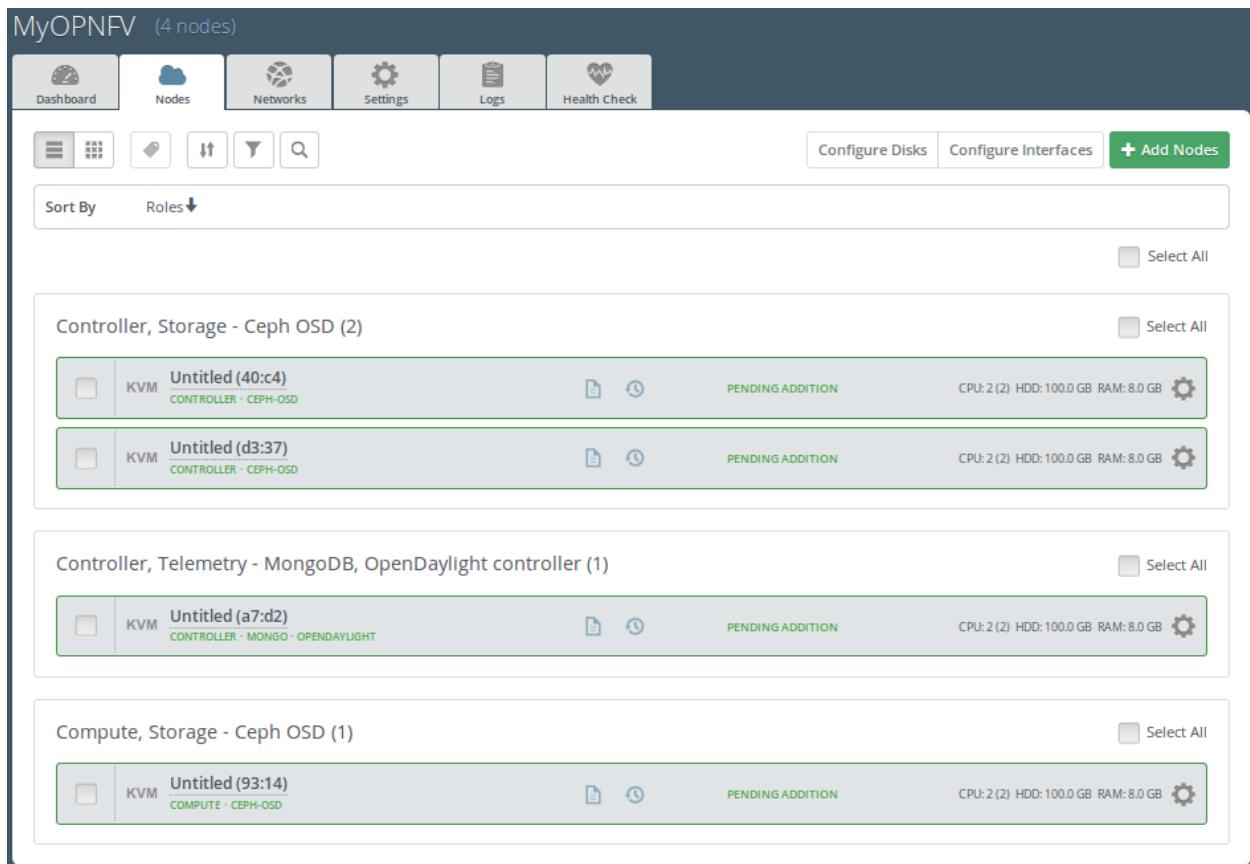 MyOPNFV (4 nodes)
Dashboard Nodes Networks Settings Logs Health Check
Configure Disks Configure Interfaces + Add Nodes
Sort By Roles
Select All
Controller, Storage - Ceph OSD (2) Select All
KVM Untitled (40:c4) PENDING ADDITION CPU: 2 (2) HDD: 100.0 GB RAM: 8.0 GB
CONTROLLER · CEPH-OSD
KVM Untitled (d3:37) PENDING ADDITION CPU: 2 (2) HDD: 100.0 GB RAM: 8.0 GB
CONTROLLER · CEPH-OSD
Controller, Telemetry - MongoDB, OpenDaylight controller (1) Select All
KVM Untitled (a7:d2) PENDING ADDITION CPU: 2 (2) HDD: 100.0 GB RAM: 8.0 GB
CONTROLLER · MONGO · OPENDAYLIGHT
Compute, Storage - Ceph OSD (1) Select All
KVM Untitled (93:14) PENDING ADDITION CPU: 2 (2) HDD: 100.0 GB RAM: 8.0 GB
COMPUTE · CEPH-OSD